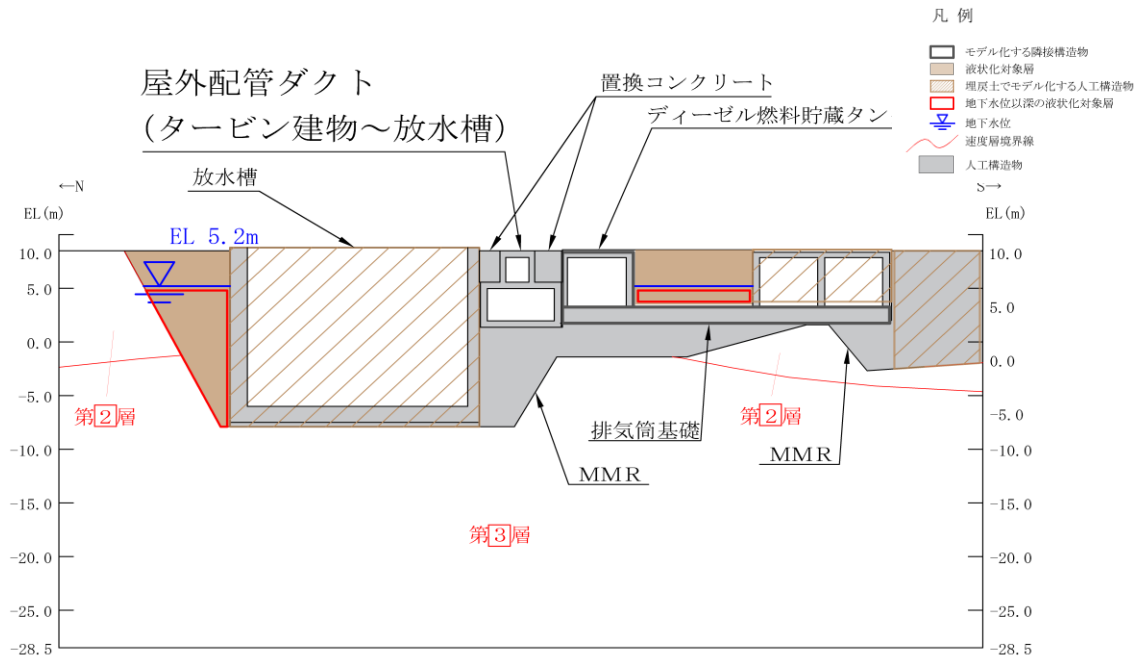 凡 例
モデル化する隣接構造物
液状化対象層
埋戻土でモデル化する人工構造物
地下水位以深の液状化対象層
地下水位
速度層境界線
人工構造物
屋外配管ダクト
(タービン建物～放水槽)
置換コンクリート
ディーゼル燃料貯蔵タン
放水槽
←N
S→
EL(m)
EL(m)
EL 5.2m
10.0
5.0
0.0
-5.0
-10.0
-15.0
-20.0
-25.0
-28.5
10.0
5.0
0.0
-5.0
-10.0
-15.0
-20.0
-25.0
-28.5
第2層
第2層
排気筒基礎
MMR
MMR
第3層